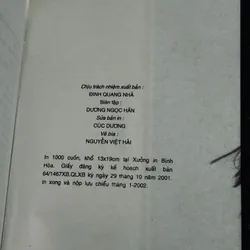 Chịu trách nhiệm xuất bản :
ĐINH QUANG NHÃ
Biên tập :
DƯƠNG NGỌC HÂN
Sửa bản in :
CÚC DƯƠNG
Vẽ bìa :
NGUYỄN VIỆT HẢI
In 1000 cuốn, khổ 13x19cm tại Xưởng in Bình
Hòa. Giấy đăng ký kế hoạch xuất bản
64/1467XB.QLXB ký ngày 29 tháng 10 năm 2001.
In xong và nộp lưu chiểu tháng 1-2002.